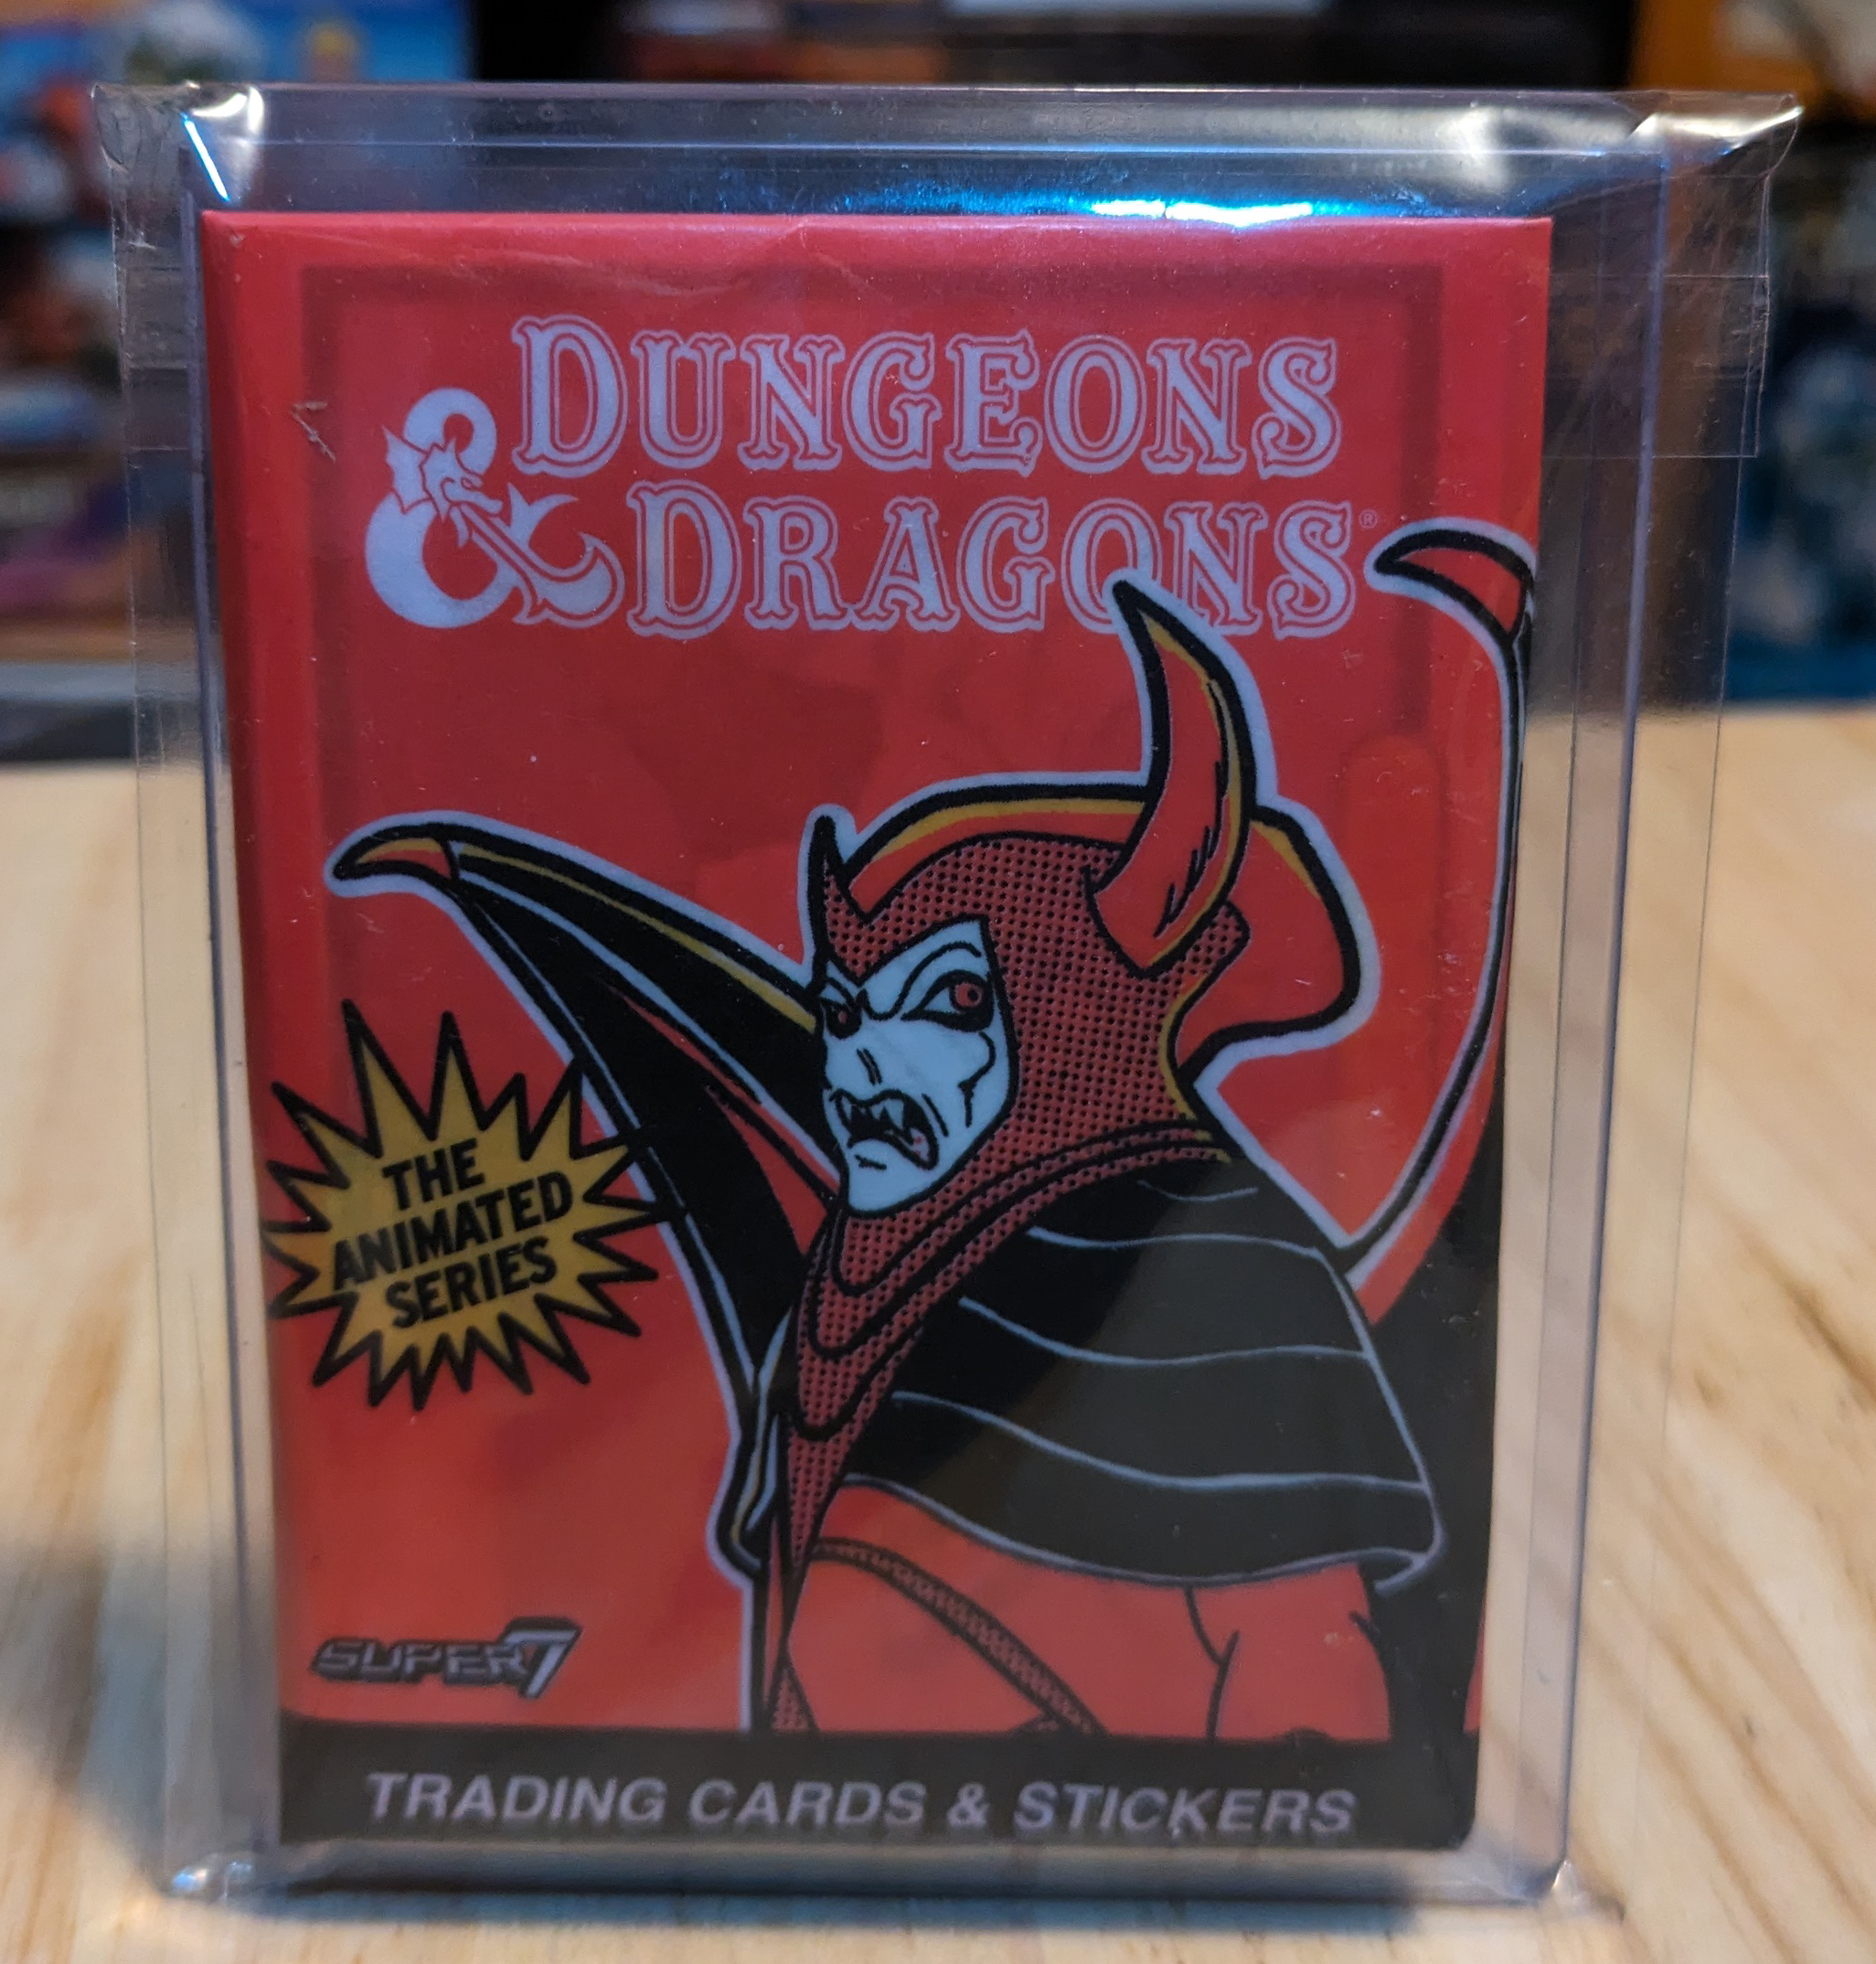 DUNGEONS
& DRAGONS®
THE
ANIMATED
SERIES
SUPER7
TRADING CARDS & STICKERS